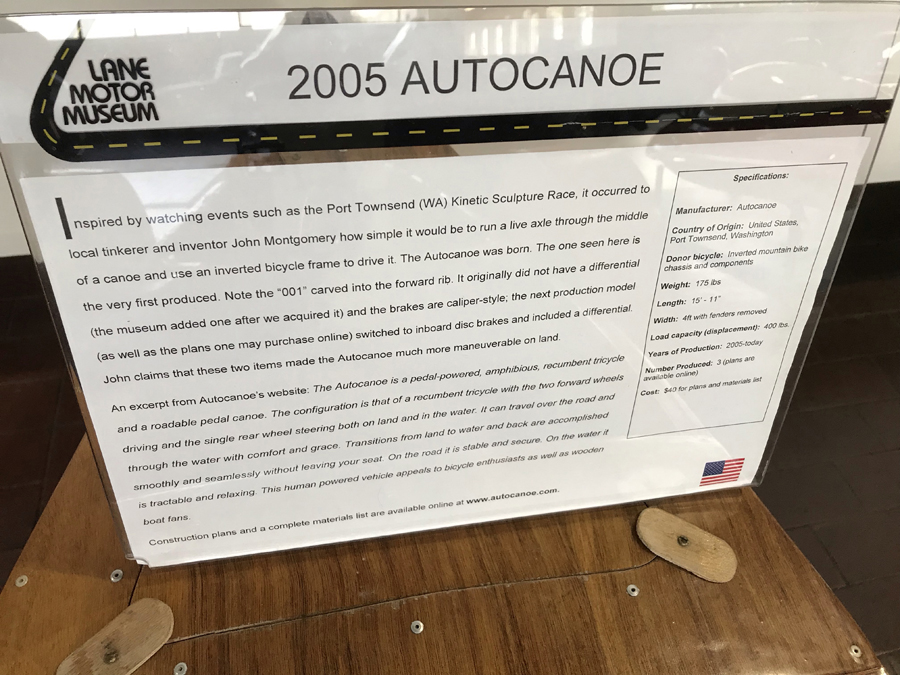 LANE
MOTOR
MUSEUM
2005 AUTOCANOE
Inspired by watching events such as the Port Townsend (WA) Kinetic Sculpture Race, it occurred to
local tinkerer and inventor John Montgomery how simple it would be to run a live axle through the middle
of a canoe and use an inverted bicycle frame to drive it. The Autocanoe was born. The one seen here is
the very first produced. Note the “001” carved into the forward rib. It originally did not have a differential
(the museum added one after we acquired it) and the brakes are caliper-style; the next production model
(as well as the plans one may purchase online) switched to inboard disc brakes and included a differential.
John claims that these two items made the Autocanoe much more maneuverable on land.
An excerpt from Autocanoe's website: The Autocanoe is a pedal-powered, amphibious, recumbent tricycle
and a roadable pedal canoe. The configuration is that of a recumbent tricycle with the two forward wheels
driving and the single rear wheel steering both on land and in the water. It can travel over the road and
through the water with comfort and grace. Transitions from land to water and back are accomplished
smoothly and seamlessly without leaving your seat. On the road it is stable and secure. On the water it
is tractable and relaxing. This human powered vehicle appeals to bicycle enthusiasts as well as wooden
boat fans.
Construction plans and a complete materials list are available online at www.autocanoe.com.
Specifications:
Manufacturer: Autocanoe
Country of Origin: United States,
Port Townsend, Washington
Donor bicycle: Inverted mountain bike
chassis and components
Weight: 175 lbs
Length: 15' - 11"
Width: 4ft with fenders removed
Load capacity (displacement): 400 lbs.
Years of Production: 2005-today
Number Produced: 3 (plans are
available online)
Cost: $40 for plans and materials list